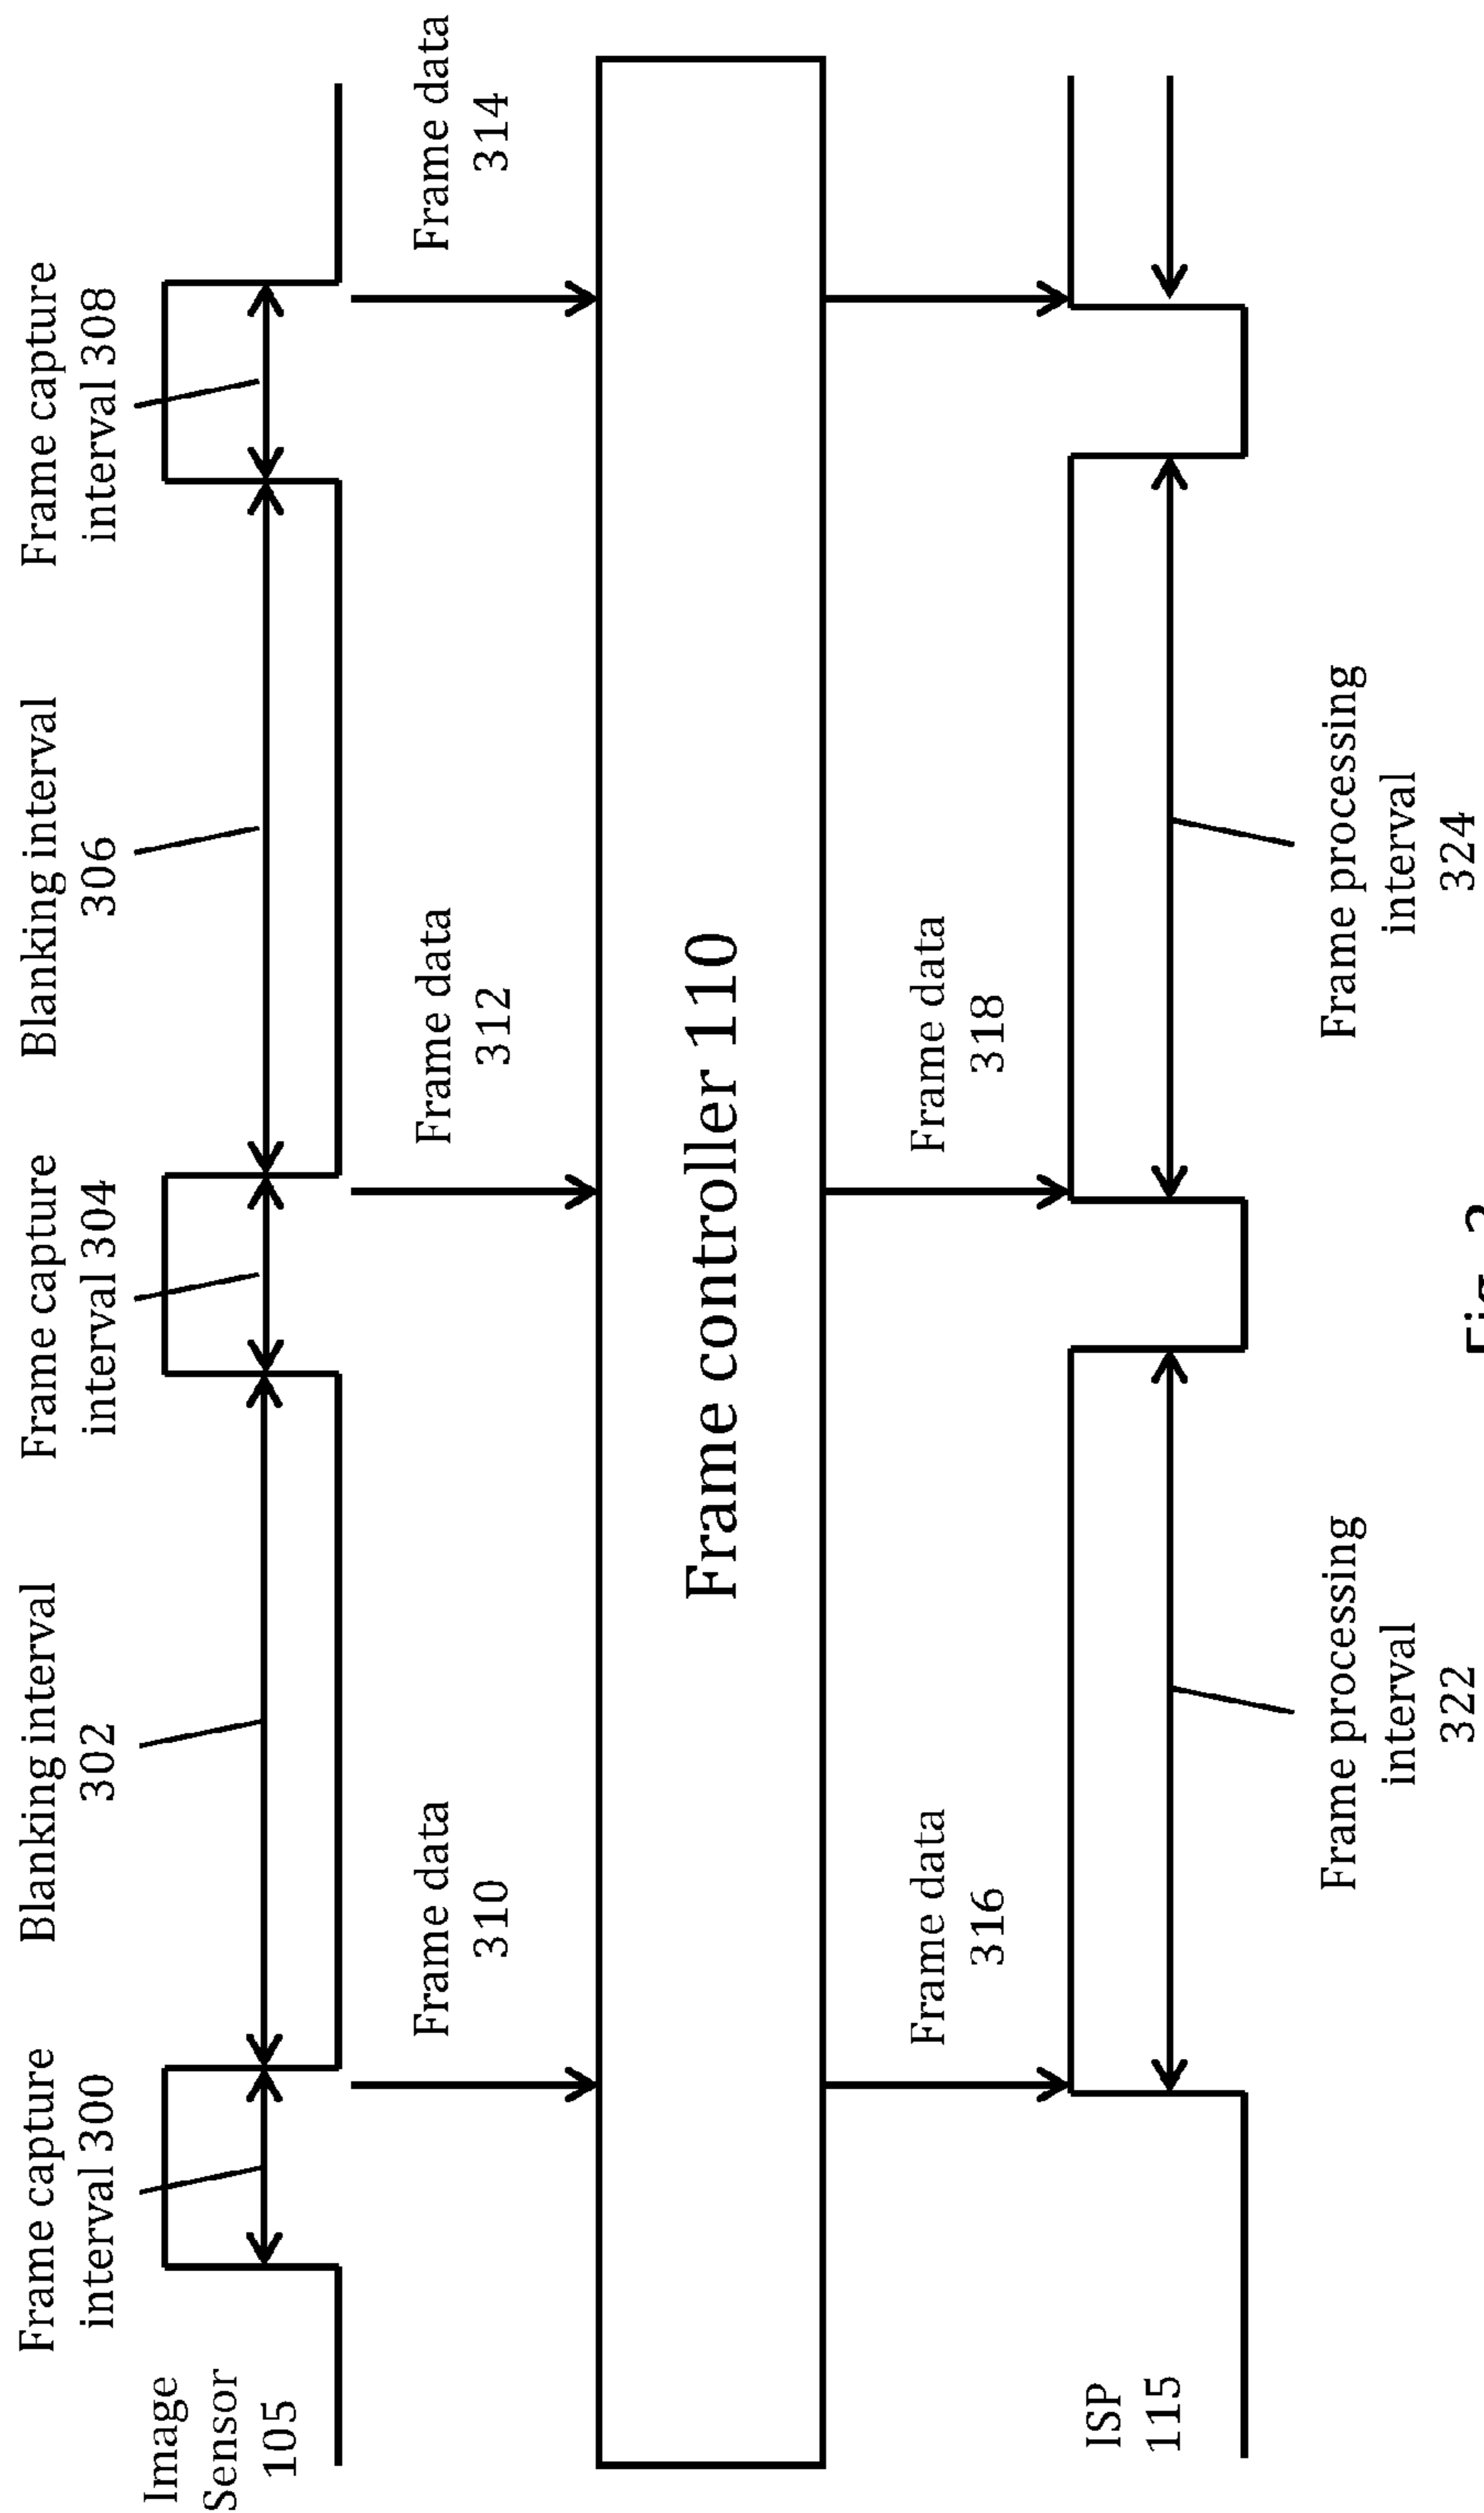 Frame capture
interval 300
Blanking interval
302
Frame capture
interval 304
Blanking interval
306
Frame capture
interval 308
Image
Sensor
105
Frame data
310
Frame data
312
Frame data
314
Frame controller 110
Frame data
316
Frame data
318
ISP
115
Frame processing
interval
322
Frame processing
interval
324